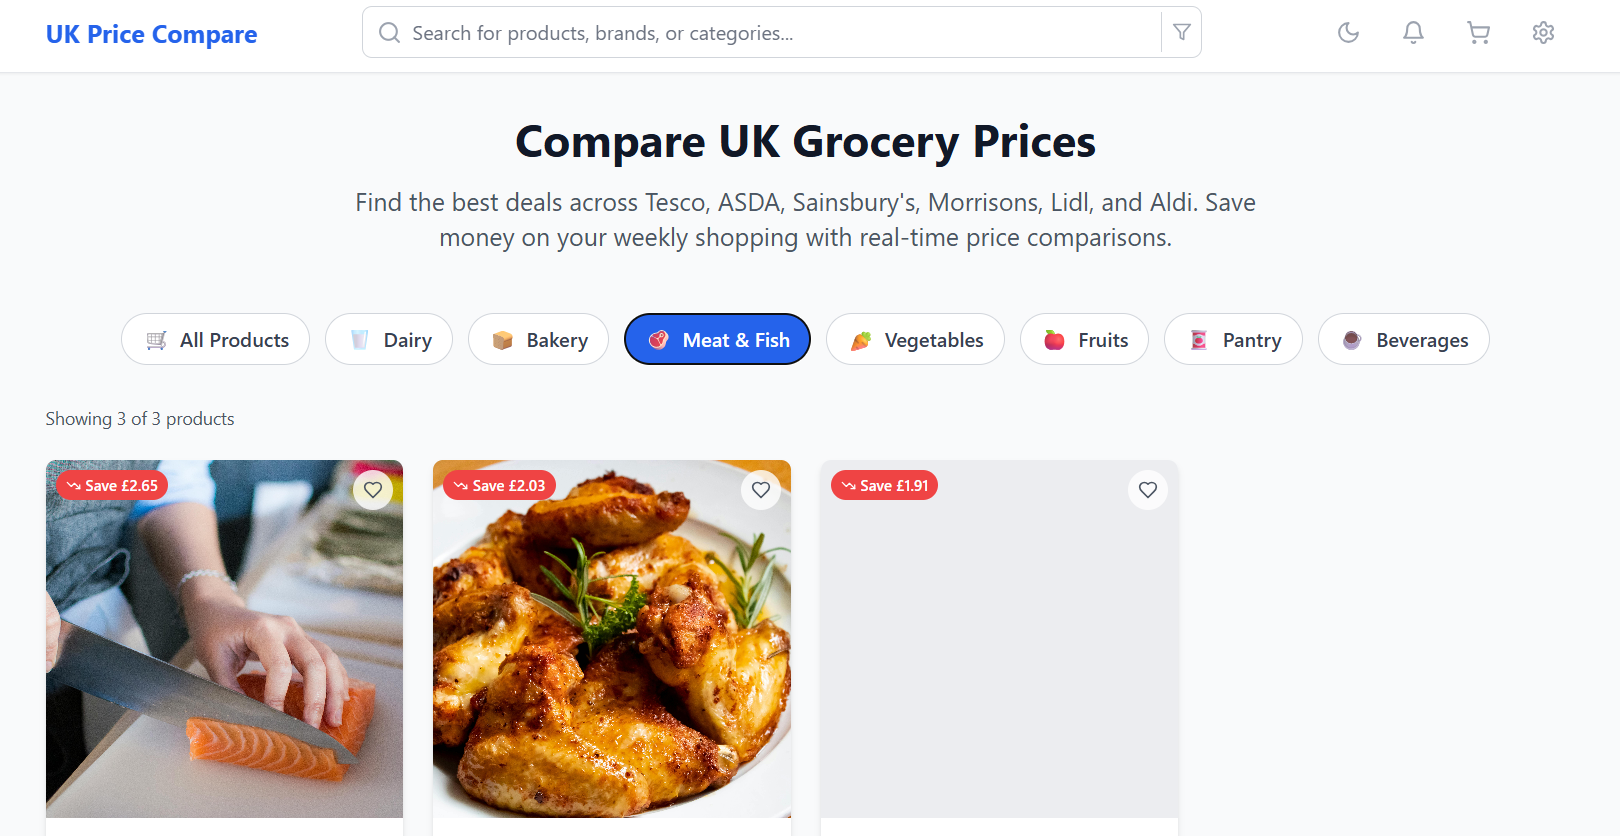 UK Price Compare
Search for products, brands, or categories...
Compare UK Grocery Prices
Find the best deals across Tesco, ASDA, Sainsbury's, Morrisons, Lidl, and Aldi. Save
money on your weekly shopping with real-time price comparisons.
All Products
Dairy
Bakery
Meat & Fish
Vegetables
Fruits
Pantry
Beverages
Showing 3 of 3 products
Save £2.65
Save £2.03
Save £1.91